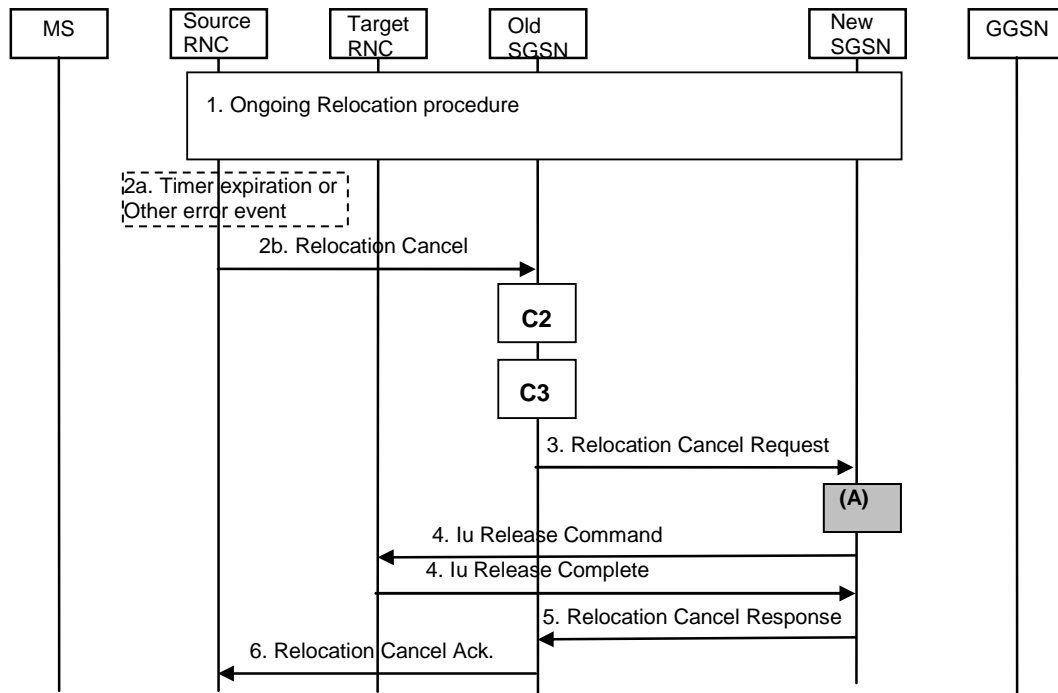 MS
Source
RNC
Target
RNC
Old
SGSN
New
SGSN
GGSN
1. Ongoing Relocation procedure
2a. Timer expiration or
Other error event
2b. Relocation Cancel
C2
C3
3. Relocation Cancel Request
(A)
4. Iu Release Command
4. Iu Release Complete
5. Relocation Cancel Response
6. Relocation Cancel Ack.